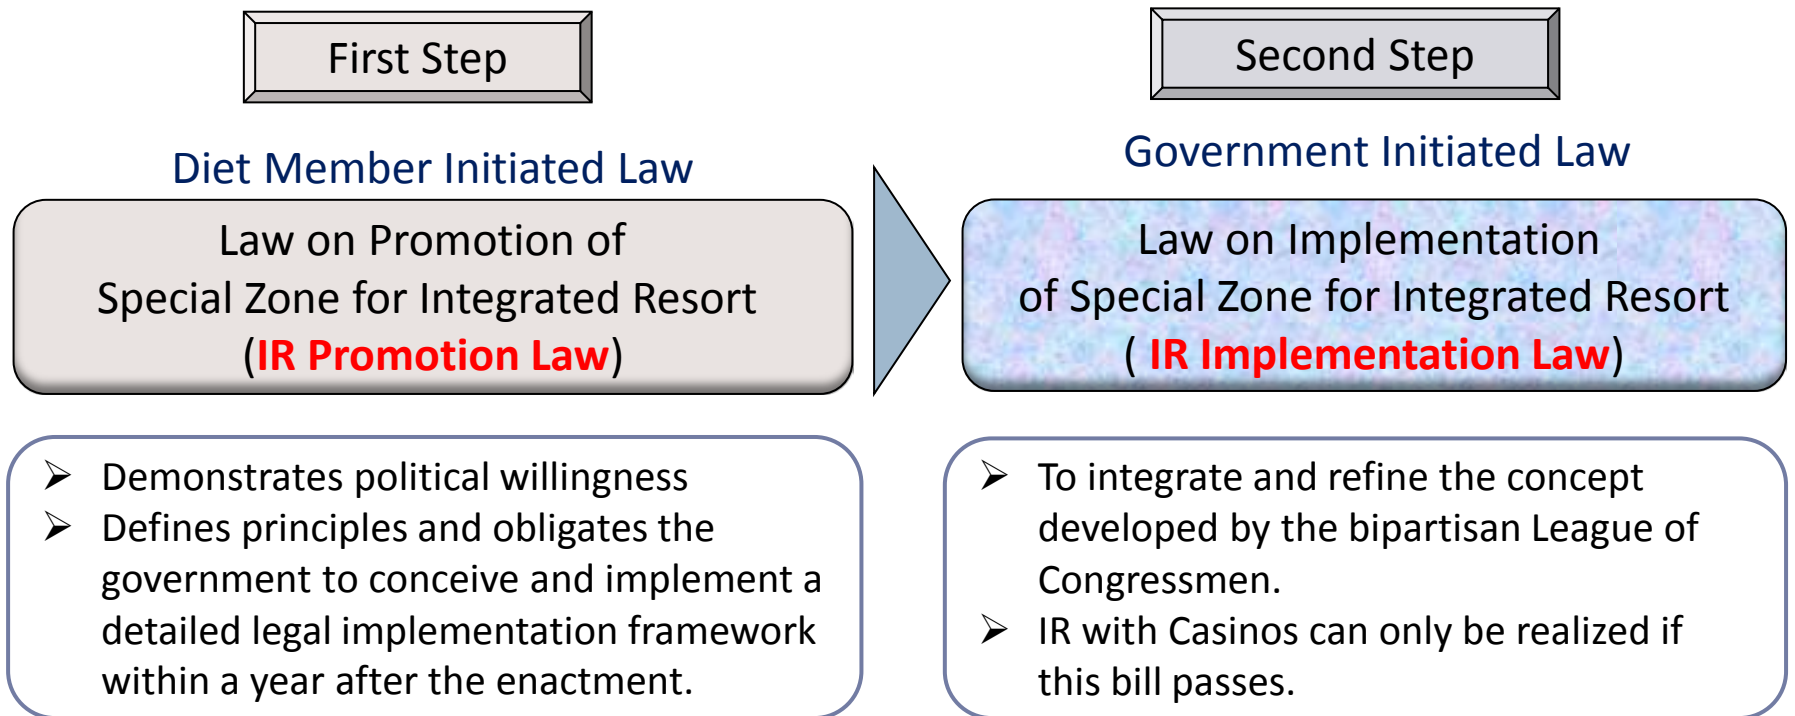 First Step
Diet Member Initiated Law
Law on Promotion of
Special Zone for Integrated Resort
(IR Promotion Law)
➢ Demonstrates political willingness
➢ Defines principles and obligates the
government to conceive and implement a
detailed legal implementation framework
within a year after the enactment.
Second Step
Government Initiated Law
Law on Implementation
of Special Zone for Integrated Resort
( IR Implementation Law)
➢ To integrate and refine the concept
developed by the bipartisan League of
Congressmen.
➢ IR with Casinos can only be realized if
this bill passes.